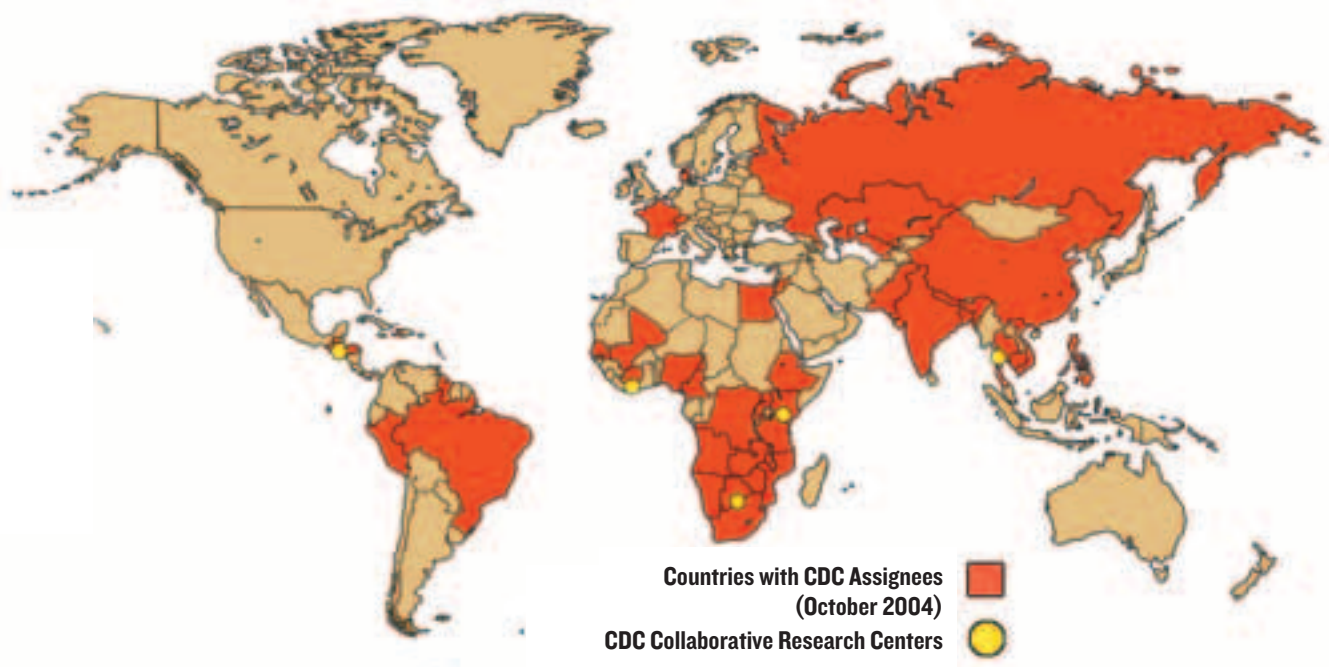 Countries with CDC Assignees
(October 2004)
CDC Collaborative Research Centers